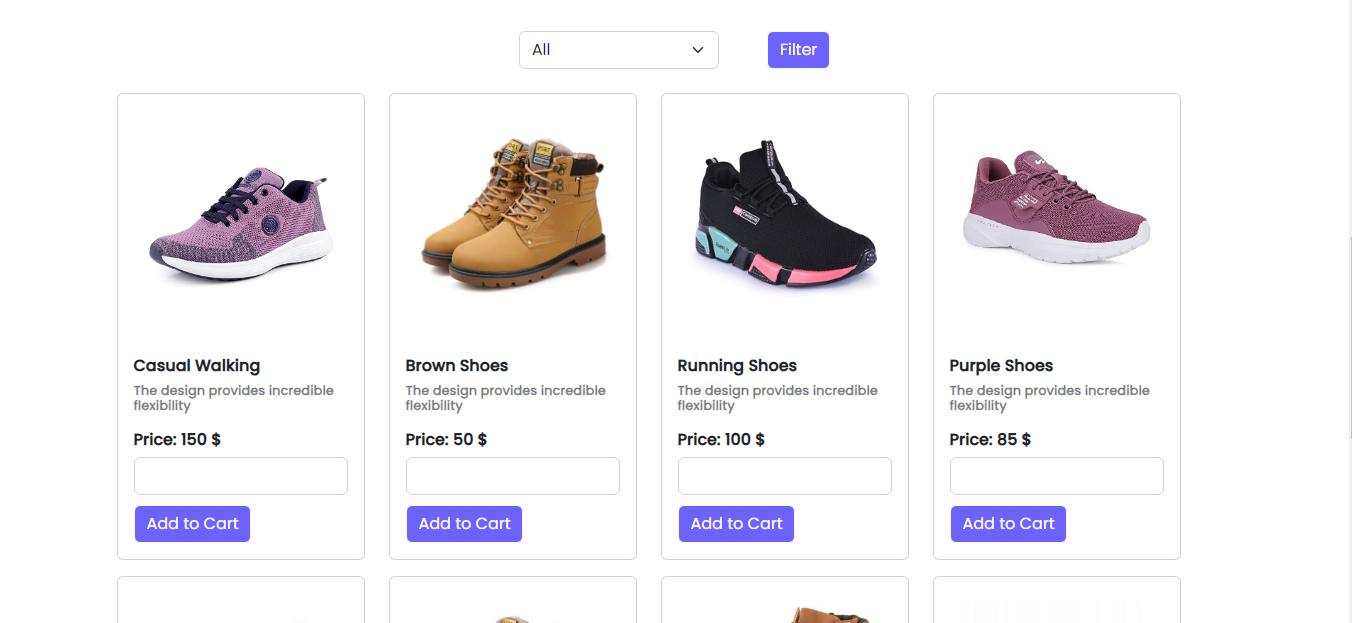 All
Filter
Casual Walking
The design provides incredible
flexibility
Price: 150 $
Add to Cart
Brown Shoes
The design provides incredible
flexibility
Price: 50 $
Add to Cart
Running Shoes
The design provides incredible
flexibility
Price: 100 $
Add to Cart
Purple Shoes
The design provides incredible
flexibility
Price: 85 $
Add to Cart